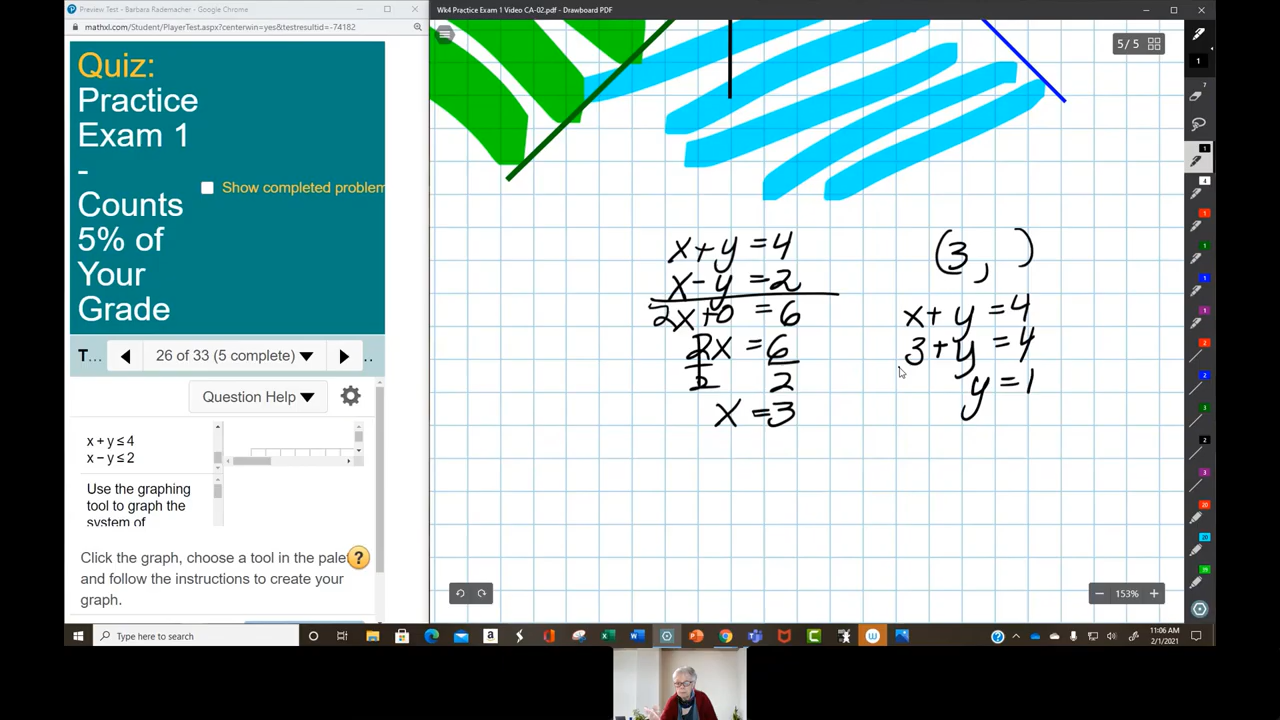 Preview Test - Barbara Rademacher - Google Chrome
mathxl.com/Student/PlayerTest.aspx?centerwin=yes&testresultid=-74182
Quiz:
Practice
Exam 1
-
Counts
5% of
Your
Grade
Show completed problem
T... 26 of 33 (5 complete) ..
Question Help
x + y ≤ 4
x − y ≤ 2
Use the graphing
tool to graph the
system of
Click the graph, choose a tool in the pale
and follow the instructions to create your
graph.
?
Wk4 Practice Exam 1 Video CA-02.pdf - Drawboard PDF
5 / 5
x+y=4
x-y=2
2x+0=6
2x=6
2 2
x=3
(3, )
x+y=4
3+y=4
y=1
153%
Type here to search
11:06 AM
2/1/2021